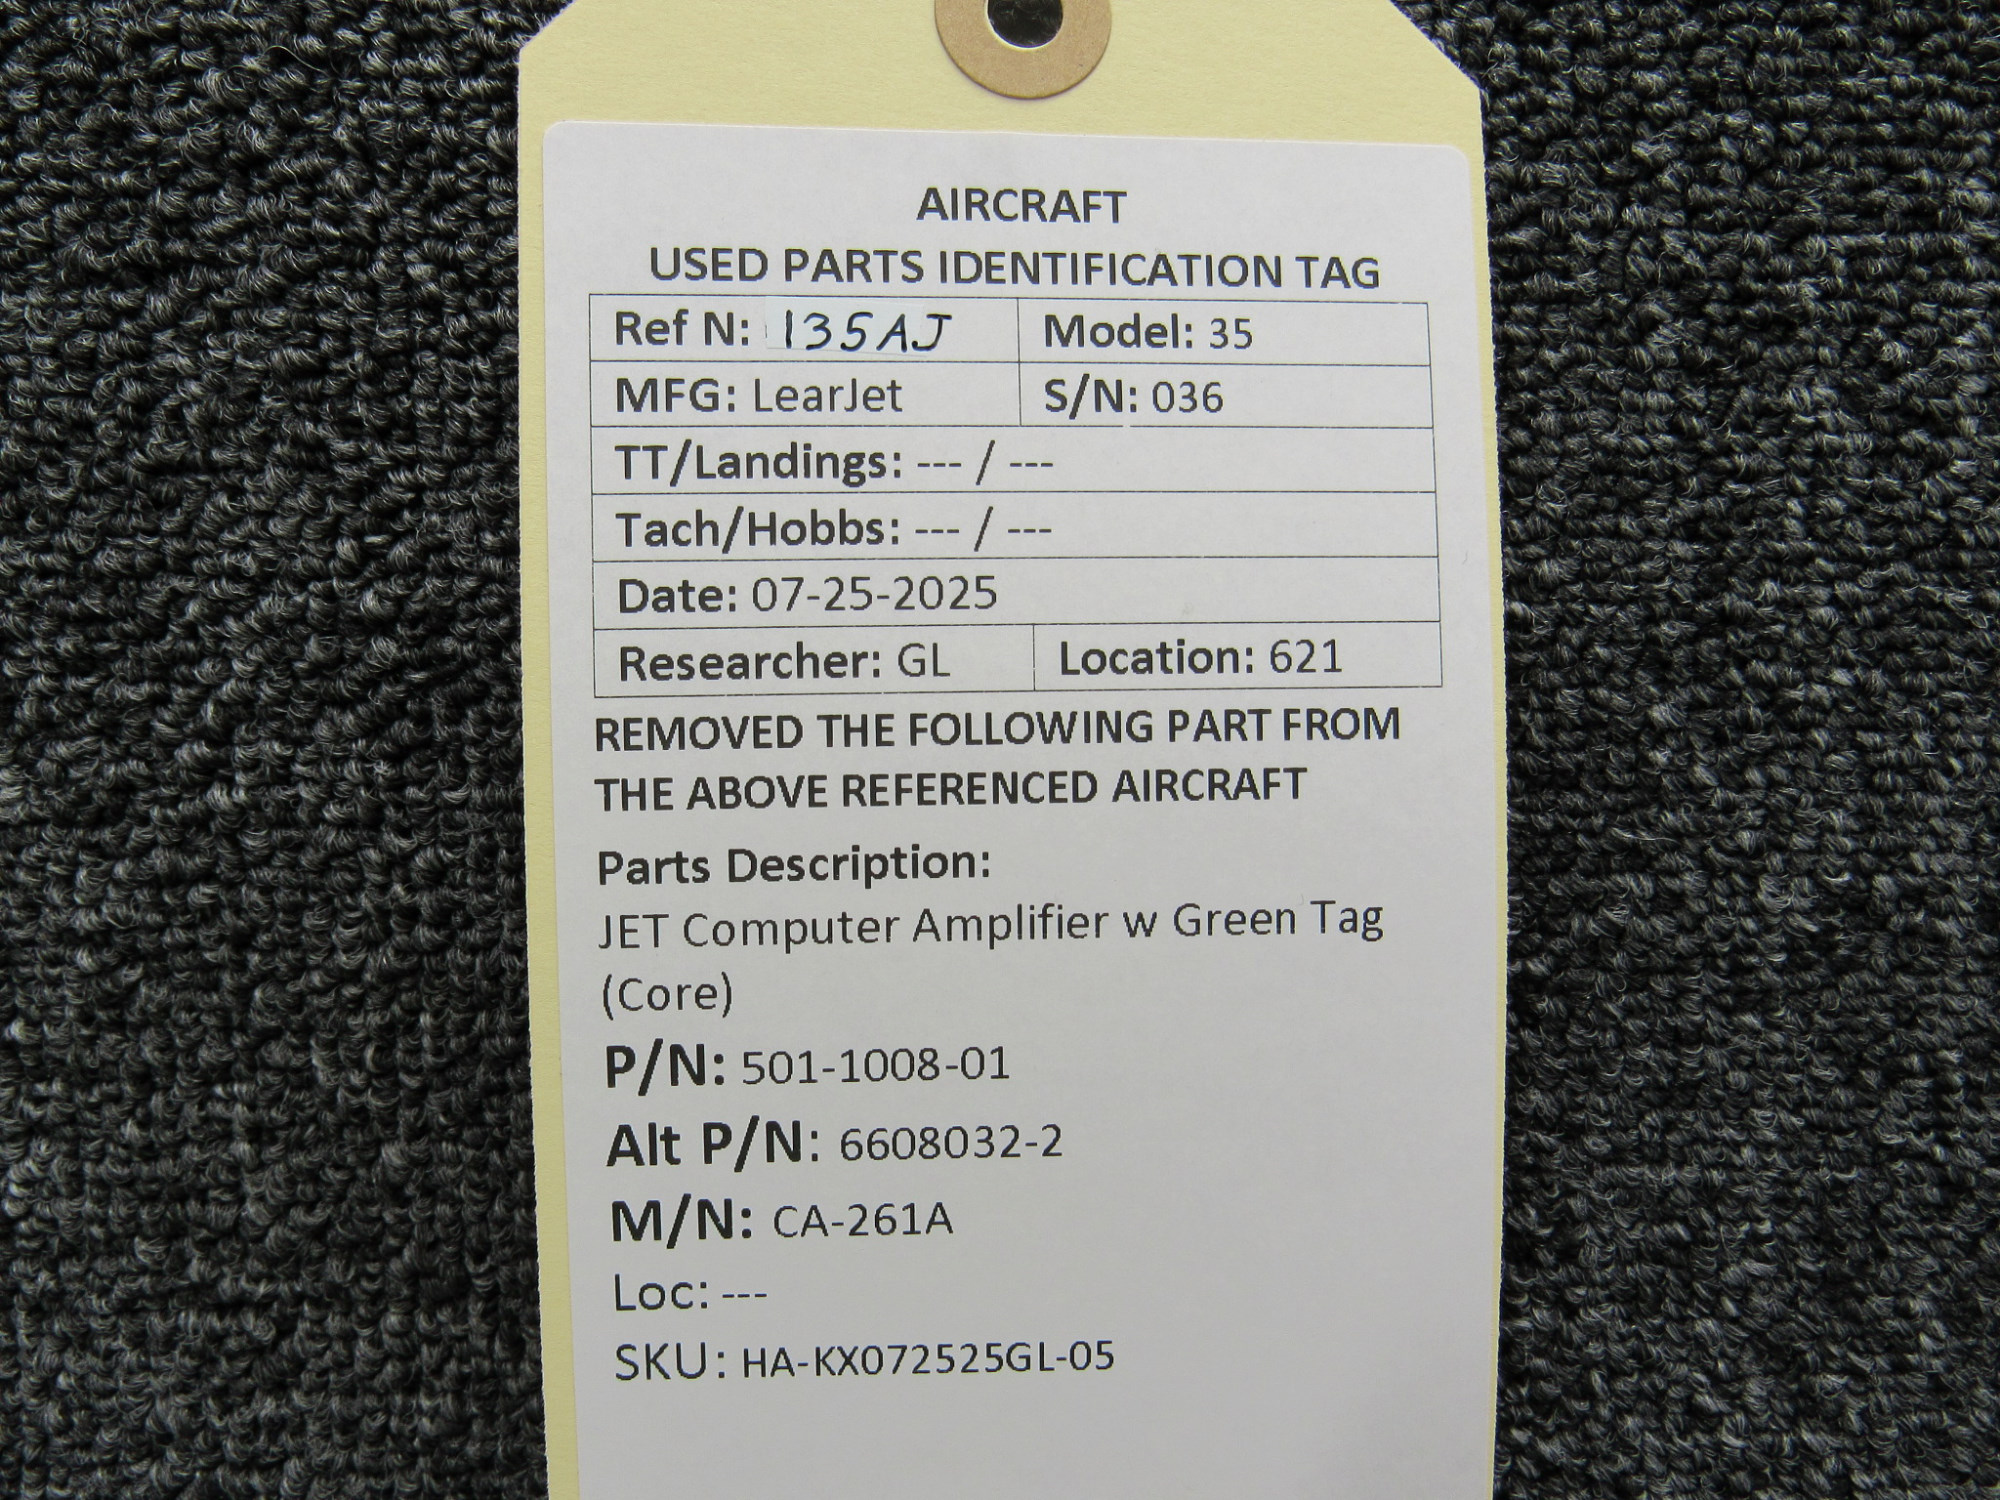 AIRCRAFT
USED PARTS IDENTIFICATION TAG
Ref N: 135AJ Model: 35
MFG: LearJet S/N: 036
TT/Landings: --- / ---
Tach/Hobbs: --- / ---
Date: 07-25-2025
Researcher: GL Location: 621
REMOVED THE FOLLOWING PART FROM
THE ABOVE REFERENCED AIRCRAFT
Parts Description:
JET Computer Amplifier w Green Tag
(Core)
P/N: 501-1008-01
Alt P/N: 6608032-2
M/N: CA-261A
Loc: ---
SKU: HA-KX072525GL-05